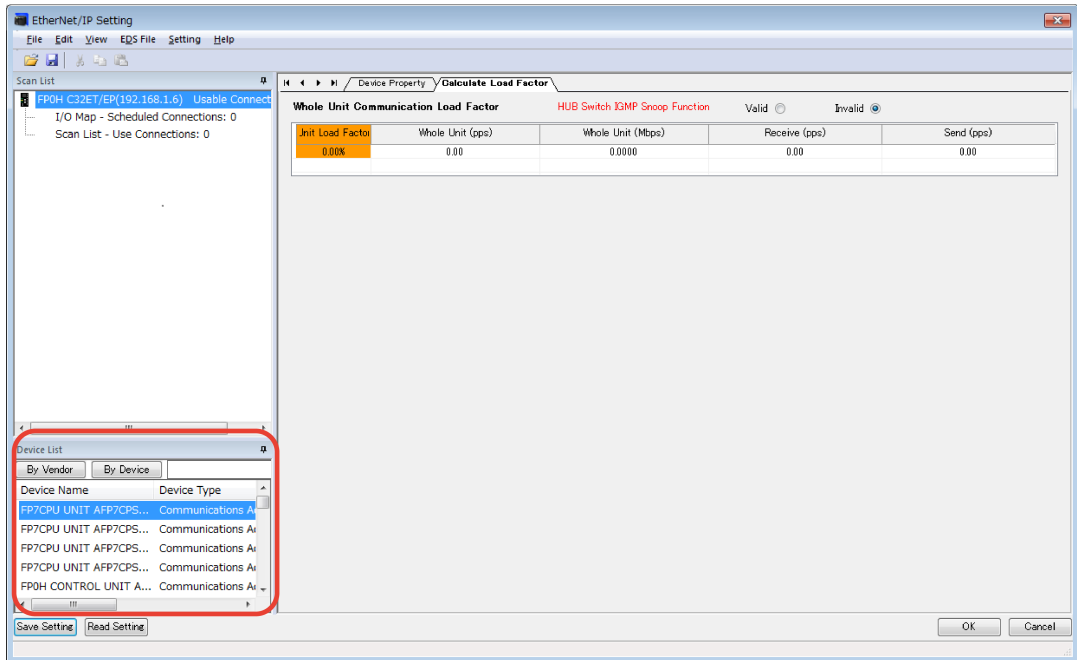 EtherNet/IP Setting
File Edit View EDS File Setting Help
Scan List
FP0H C32ET/EP(192.168.1.6) Usable Connect
I/O Map - Scheduled Connections: 0
Scan List - Use Connections: 0
Device Property Calculate Load Factor
Whole Unit Communication Load Factor HUB Switch IGMP Snoop Function Valid Invalid
Unit Load Factor Whole Unit (pps) Whole Unit (Mbps) Receive (pps) Send (pps)
0.00% 0.00 0.0000 0.00 0.00
Device List
By Vendor By Device
Device Name Device Type
FP7CPU UNIT AFP7CPS... Communications A
FP7CPU UNIT AFP7CPS... Communications A
FP7CPU UNIT AFP7CPS... Communications A
FP7CPU UNIT AFP7CPS... Communications A
FP0H CONTROL UNIT A... Communications A
Save Setting Read Setting OK Cancel